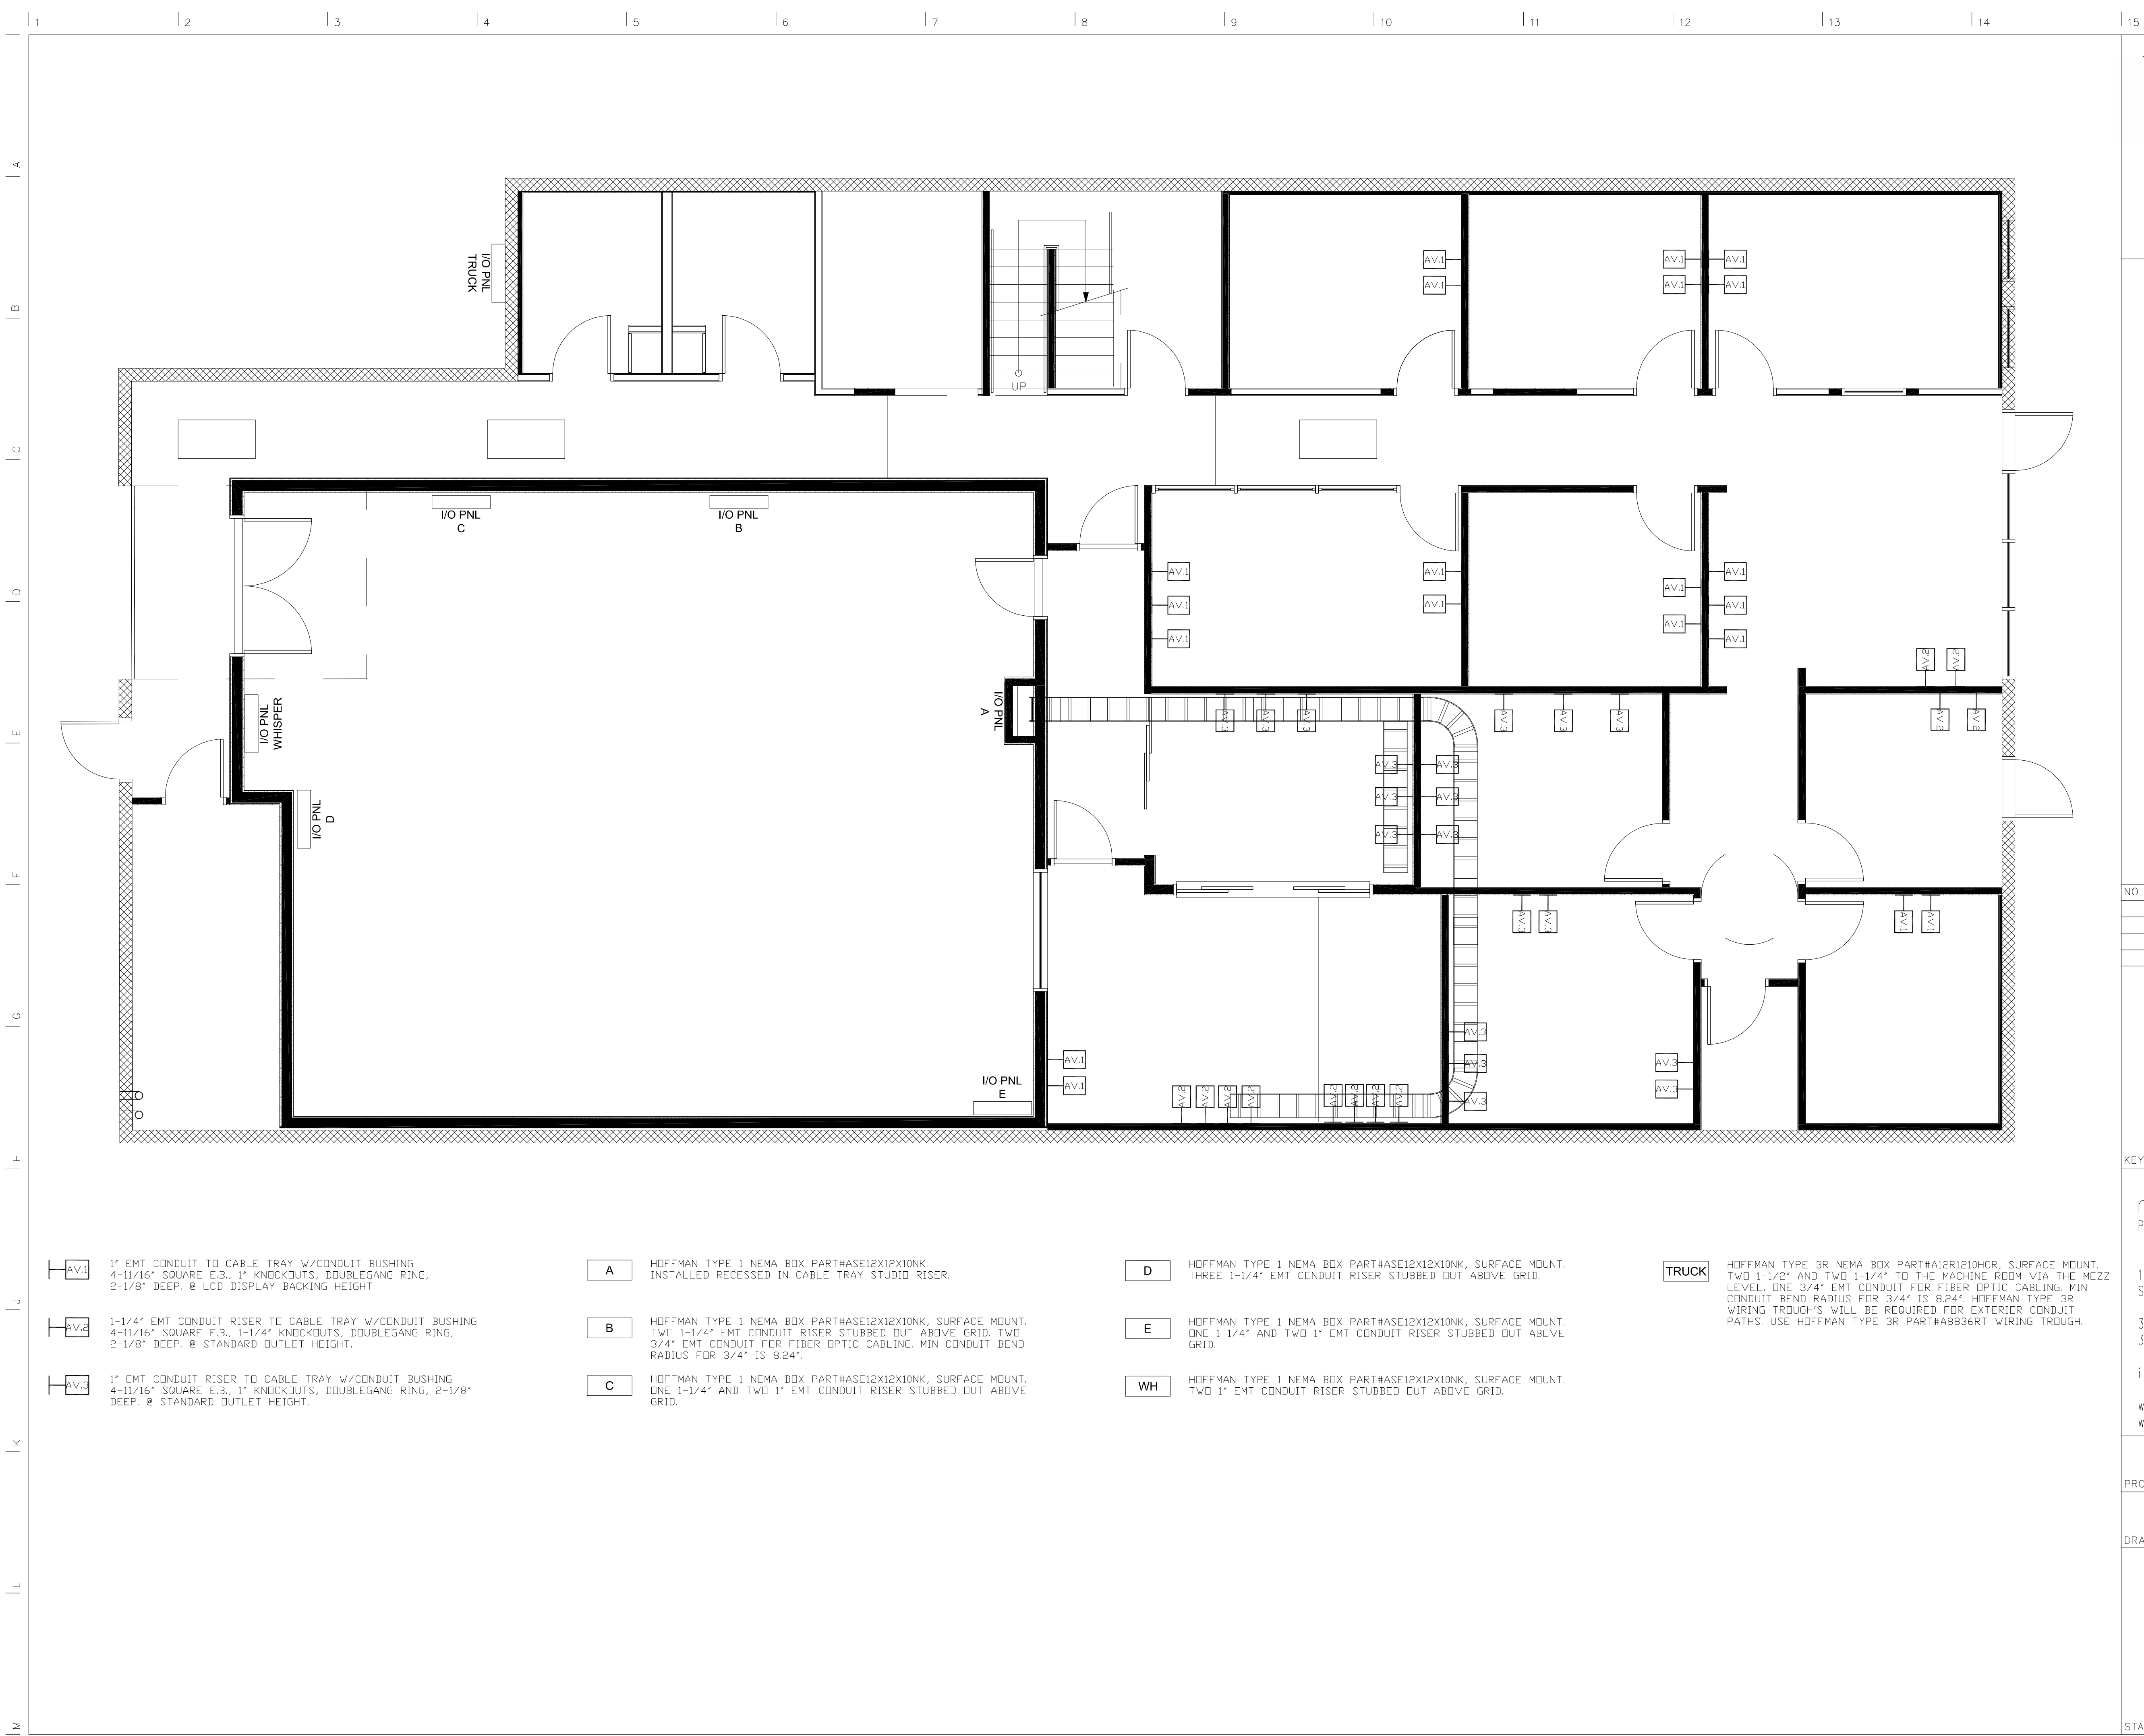 1 2 3 4 5 6 7 8 9 10 11 12 13 14 15
A
B
C
D
E
F
G
H
J
K
L
M
I/O PNL
TRUCK
UP
AV.1 AV.1 AV.1
AV.1 AV.1 AV.1
I/O PNL
C
I/O PNL
B
AV.1 AV.1 AV.1
AV.1 AV.1 AV.1
AV.1 AV.1 AV.1
AV.1
AV.2 AV.2
I/O PNL
WHISPER
I/O PNL
A
AV.3 AV.3 AV.3 AV.3 AV.3 AV.3 AV.2 AV.2
AV.3 AV.3
AV.3 AV.3
AV.3 AV.3
I/O PNL
D
AV.3 AV.3 AV.1 AV.1
AV.3
AV.3
AV.3
AV.3
AV.3
AV.1
AV.1
I/O PNL
E
AV.2 AV.2 AV.2 AV.2 AV.2 AV.2 AV.2 AV.2
NO
KEY
PRO
DRA
STA
AV.1
1" EMT CONDUIT TO CABLE TRAY W/CONDUIT BUSHING
4-11/16" SQUARE E.B., 1" KNOCKOUTS, DOUBLEGANG RING,
2-1/8" DEEP. @ LCD DISPLAY BACKING HEIGHT.
AV.2
1-1/4" EMT CONDUIT RISER TO CABLE TRAY W/CONDUIT BUSHING
4-11/16" SQUARE E.B., 1-1/4" KNOCKOUTS, DOUBLEGANG RING,
2-1/8" DEEP. @ STANDARD OUTLET HEIGHT.
AV.3
1" EMT CONDUIT RISER TO CABLE TRAY W/CONDUIT BUSHING
4-11/16" SQUARE E.B., 1" KNOCKOUTS, DOUBLEGANG RING, 2-1/8"
DEEP. @ STANDARD OUTLET HEIGHT.
A
HOFFMAN TYPE 1 NEMA BOX PART#ASE12X12X10NK.
INSTALLED RECESSED IN CABLE TRAY STUDIO RISER.
B
HOFFMAN TYPE 1 NEMA BOX PART#ASE12X12X10NK, SURFACE MOUNT.
TWO 1-1/4" EMT CONDUIT RISER STUBBED OUT ABOVE GRID. TWO
3/4" EMT CONDUIT FOR FIBER OPTIC CABLING. MIN CONDUIT BEND
RADIUS FOR 3/4" IS 8.24".
C
HOFFMAN TYPE 1 NEMA BOX PART#ASE12X12X10NK, SURFACE MOUNT.
ONE 1-1/4" AND TWO 1" EMT CONDUIT RISER STUBBED OUT ABOVE
GRID.
D
HOFFMAN TYPE 1 NEMA BOX PART#ASE12X12X10NK, SURFACE MOUNT.
THREE 1-1/4" EMT CONDUIT RISER STUBBED OUT ABOVE GRID.
E
HOFFMAN TYPE 1 NEMA BOX PART#ASE12X12X10NK, SURFACE MOUNT.
ONE 1-1/4" AND TWO 1" EMT CONDUIT RISER STUBBED OUT ABOVE
GRID.
WH
HOFFMAN TYPE 1 NEMA BOX PART#ASE12X12X10NK, SURFACE MOUNT.
TWO 1" EMT CONDUIT RISER STUBBED OUT ABOVE GRID.
TRUCK
HOFFMAN TYPE 3R NEMA BOX PART#A12R1210HCR, SURFACE MOUNT.
TWO 1-1/2" AND TWO 1-1/4" TO THE MACHINE ROOM VIA THE MEZZ
LEVEL. ONE 3/4" EMT CONDUIT FOR FIBER OPTIC CABLING. MIN
CONDUIT BEND RADIUS FOR 3/4" IS 8.24". HOFFMAN TYPE 3R
WIRING TROUGH'S WILL BE REQUIRED FOR EXTERIOR CONDUIT
PATHS. USE HOFFMAN TYPE 3R PART#A8836RT WIRING TROUGH.